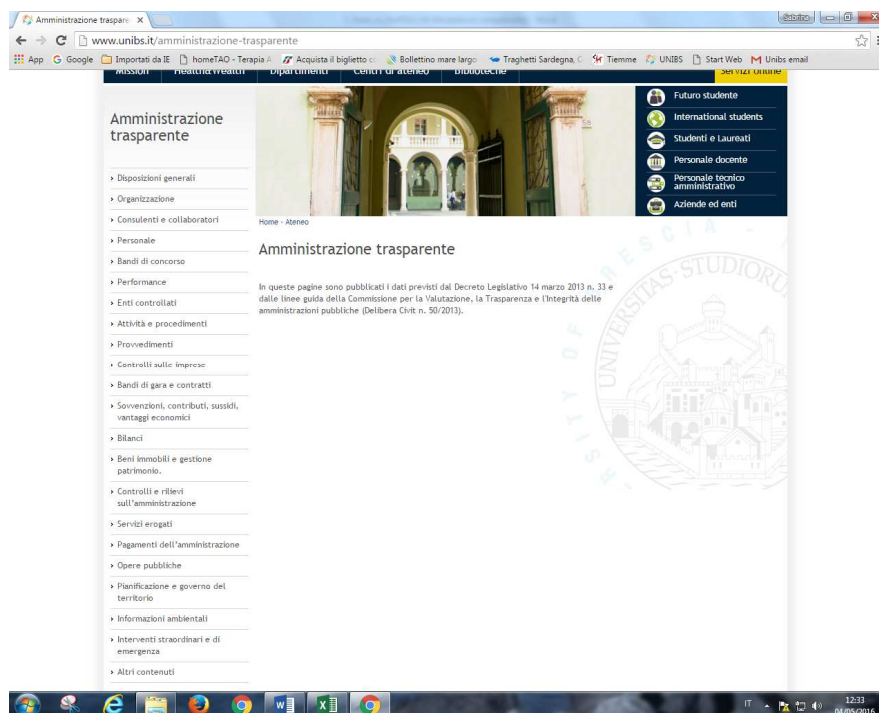 Amministrazione traspare ×
Sabrina
www.unibs.it/amministrazione-trasparente
App Google Importati da IE homeTAO - Terapia A Acquista il biglietto co Bollettino mare largo Traghetti Sardegna, C Tiemme UNIBS Start Web Unibs email
Mission Health&Wealth Dipartimenti Centri di ateneo Biblioteche Servizi online
Futuro studente
International students
Studenti e Laureati
Personale docente
Personale tecnico
amministrativo
Aziende ed enti
Amministrazione
trasparente
› Disposizioni generali
› Organizzazione
› Consulenti e collaboratori
› Personale
› Bandi di concorso
› Performance
› Enti controllati
› Attività e procedimenti
› Provvedimenti
› Controlli sulle imprese
› Bandi di gara e contratti
› Sovvenzioni, contributi, sussidi,
vantaggi economici
› Bilanci
› Beni immobili e gestione
patrimonio.
› Controlli e rilievi
sull'amministrazione
› Servizi erogati
› Pagamenti dell'amministrazione
› Opere pubbliche
› Pianificazione e governo del
territorio
› Informazioni ambientali
› Interventi straordinari e di
emergenza
› Altri contenuti
Home - Ateneo
Amministrazione trasparente
In queste pagine sono pubblicati i dati previsti dal Decreto Legislativo 14 marzo 2013 n. 33 e
dalle linee guida della Commissione per la Valutazione, la Trasparenza e l'Integrità delle
amministrazioni pubbliche (Delibera Civit n. 50/2013).
IT
12:33
04/05/2016